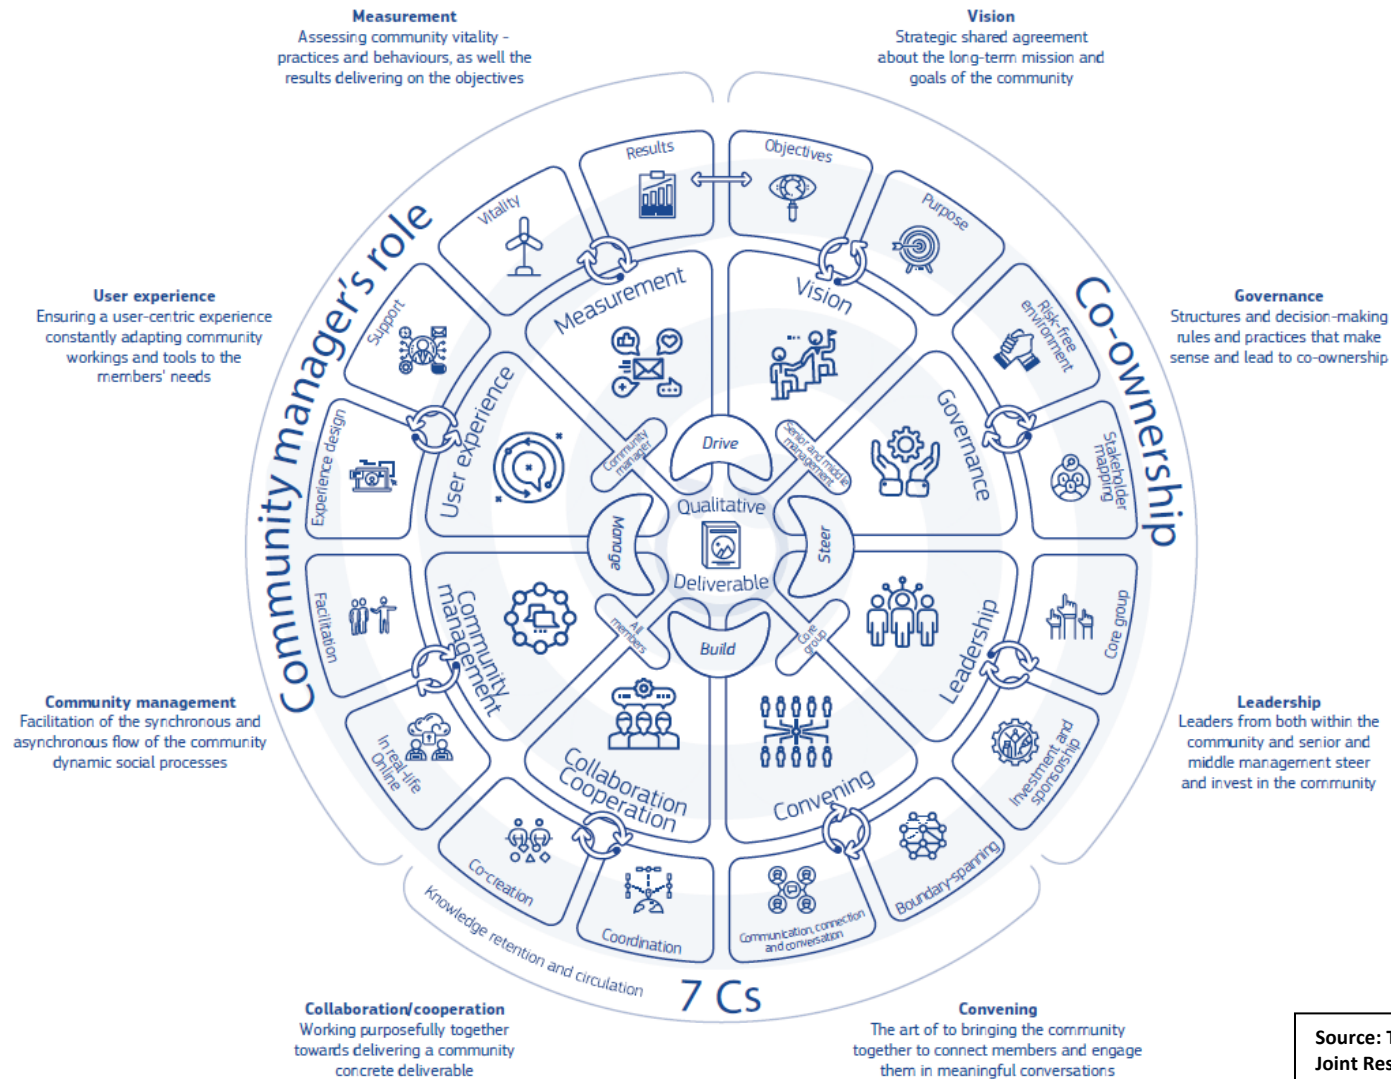 Measurement
Assessing community vitality -
practices and behaviours, as well the
results delivering on the objectives
Vision
Strategic shared agreement
about the long-term mission and
goals of the community
User experience
Ensuring a user-centric experience
constantly adapting community
workings and tools to the
members' needs
Governance
Structures and decision-making
rules and practices that make
sense and lead to co-ownership
Community management
Facilitation of the synchronous and
asynchronous flow of the community
dynamic social processes
Leadership
Leaders from both within the
community and senior and
middle management steer
and invest in the community
Collaboration/cooperation
Working purposefully together
towards delivering a community
concrete deliverable
Convening
The art of to bringing the community
together to connect members and engage
them in meaningful conversations
Community manager's role
Co-ownership
7 Cs
Knowledge retention and circulation
Results
Objectives
Vitality
Purpose
Support
Risk-free
environment
Experience design
Stakeholder
mapping
Facilitation
Core group
In real-life
Online
Investment and
sponsorship
Co-creation
Coordination
Communication, connection
and conversation
Boundary-spanning
Measurement
Vision
User experience
Governance
Community
management
Leadership
Collaboration
Cooperation
Convening
Community
manager
Senior and middle
management
All
members
Core
group
Drive
Manage
Steer
Build
Qualitative
Deliverable
Source: T
Joint Res